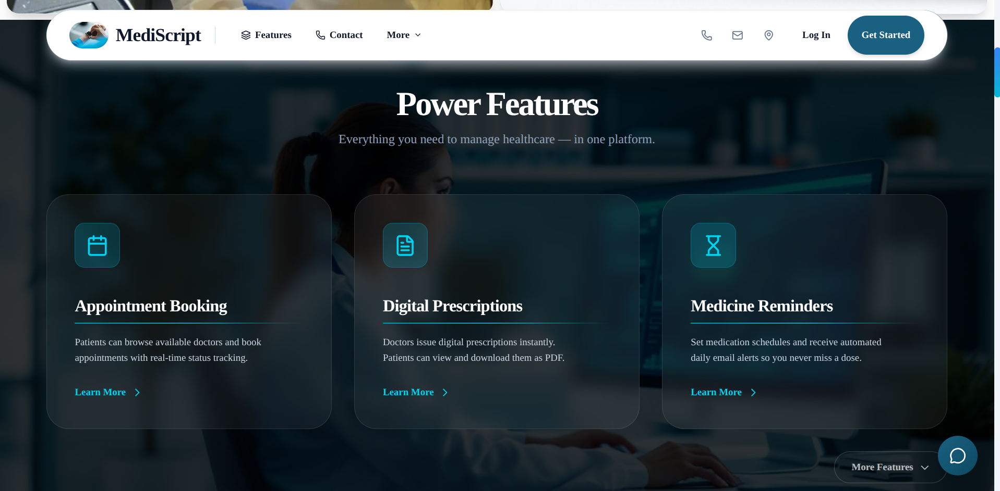 MediScript
Features
Contact
More
Log In
Get Started
Power Features
Everything you need to manage healthcare — in one platform.
Appointment Booking
Patients can browse available doctors and book
appointments with real-time status tracking.
Learn More
Digital Prescriptions
Doctors issue digital prescriptions instantly.
Patients can view and download them as PDF.
Learn More
Medicine Reminders
Set medication schedules and receive automated
daily email alerts so you never miss a dose.
Learn More
More Features